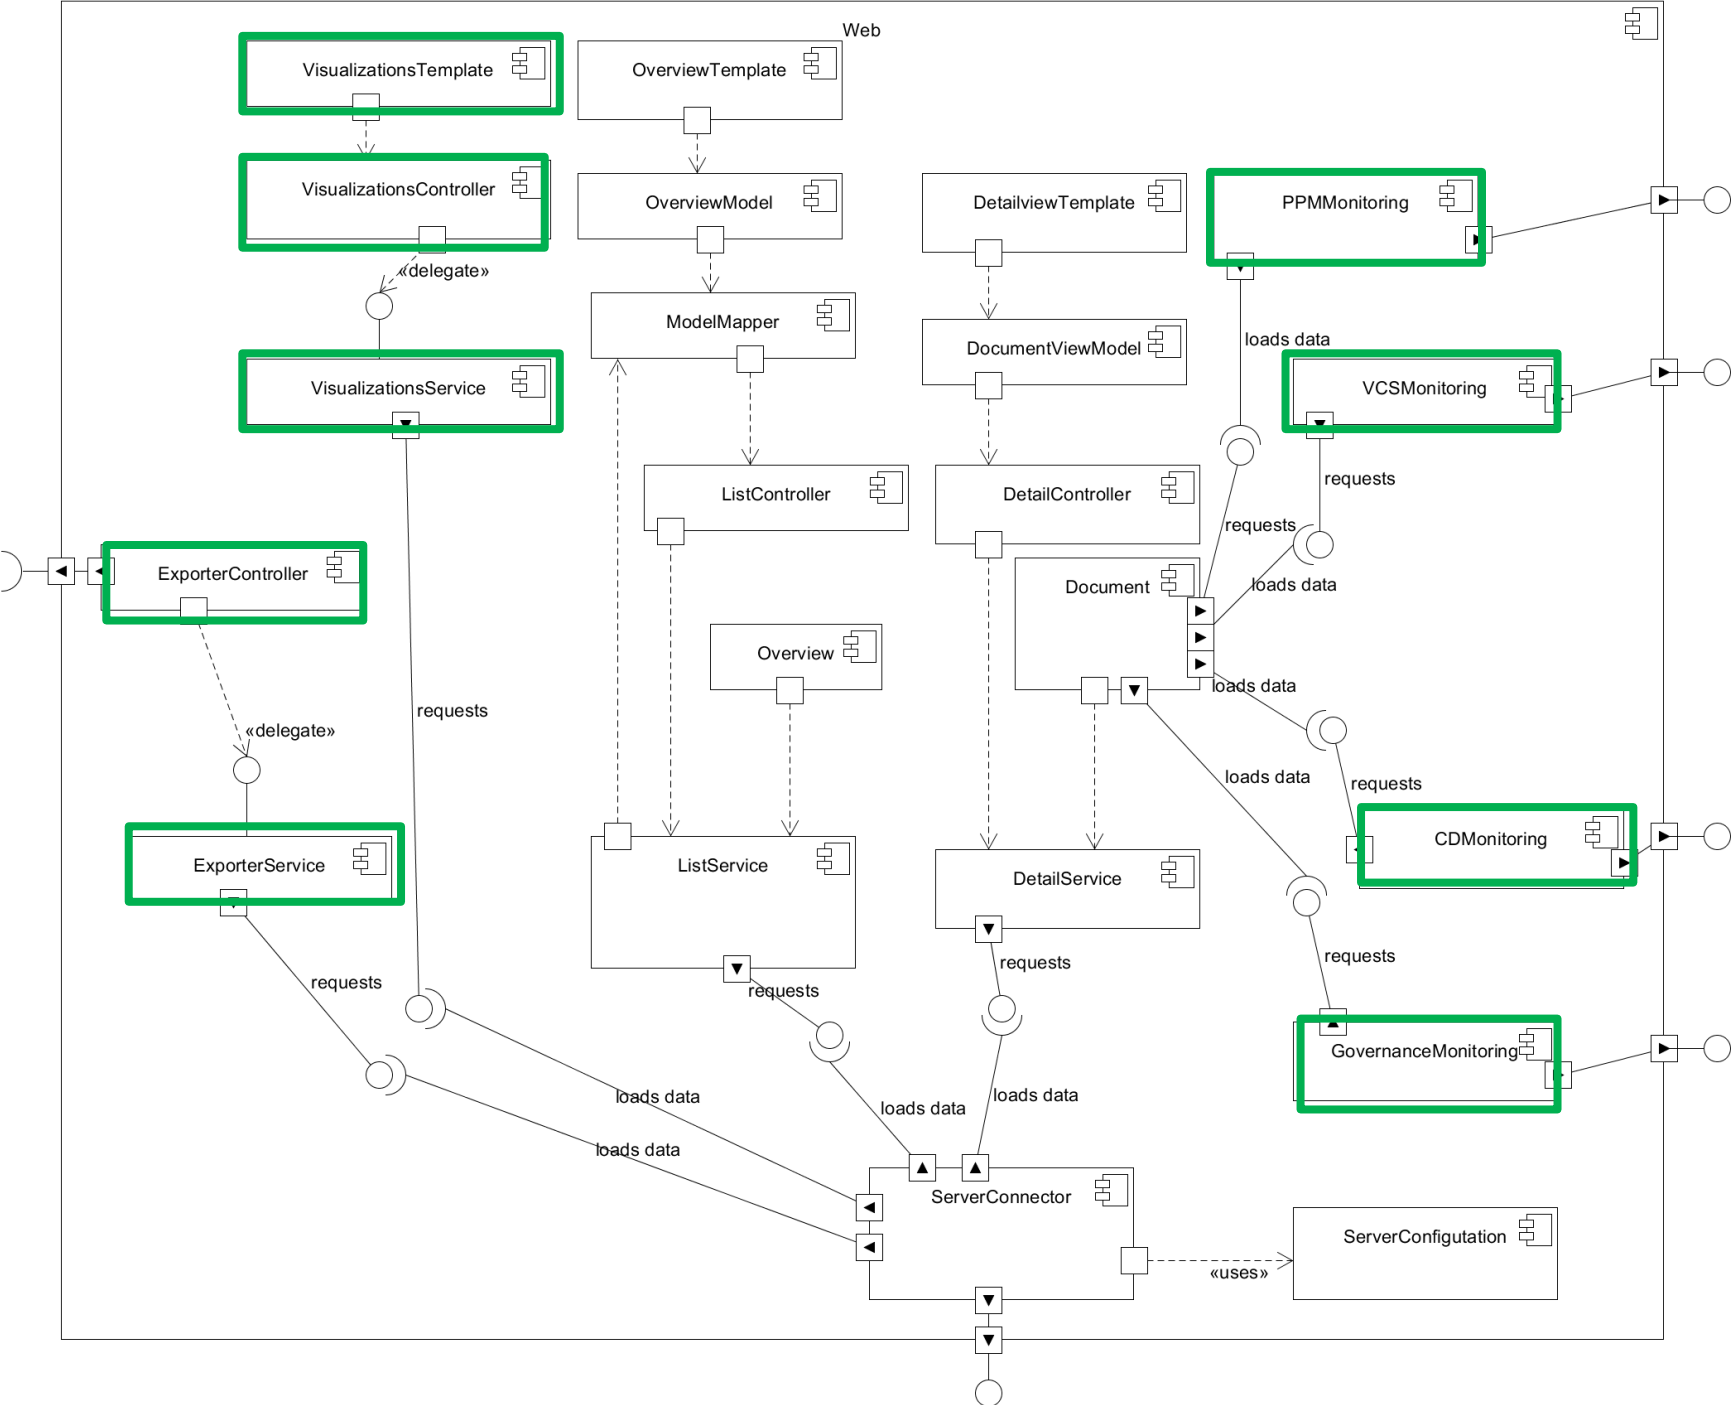 Web
VisualizationsTemplate
OverviewTemplate
VisualizationsController
OverviewModel
DetailviewTemplate
PPMMonitoring
«delegate»
ModelMapper
DocumentViewModel
loads data
VisualizationsService
VCSMonitoring
requests
ListController
DetailController
requests
ExporterController
Document
loads data
Overview
loads data
requests
«delegate»
loads data
requests
ExporterService
ListService
DetailService
CDMonitoring
requests
requests
requests
requests
GovernanceMonitoring
loads data
loads data
loads data
loads data
ServerConnector
ServerConfigutation
«uses»